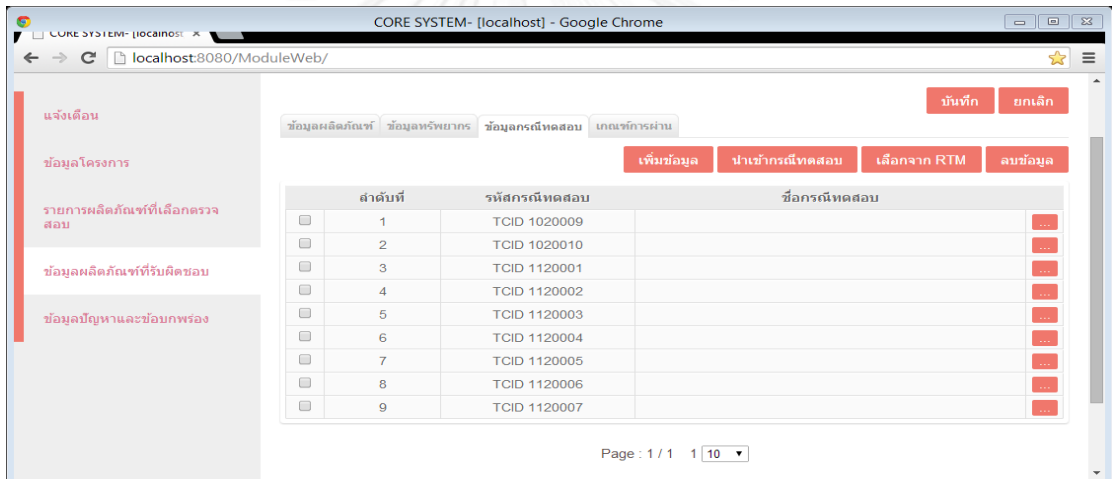 CORE SYSTEM- [localhost] - Google Chrome
CORE SYSTEM- [localhost
localhost:8080/ModuleWeb/
บันทึก ยกเลิก
แจ้งเตือน
ข้อมูลโครงการ
รายการผลิตภัณฑ์ที่เลือกตรวจ
สอบ
ข้อมูลผลิตภัณฑ์ที่รับผิดชอบ
ข้อมูลปัญหาและข้อบกพร่อง
ข้อมูลผลิตภัณฑ์ ข้อมูลทรัพยากร ข้อมูลกรณีทดสอบ เกณฑ์การผ่าน
เพิ่มข้อมูล นำเข้ากรณีทดสอบ เลือกจาก RTM ลบข้อมูล
ลำดับที่ รหัสกรณีทดสอบ ชื่อกรณีทดสอบ
1 TCID 1020009 ...
2 TCID 1020010 ...
3 TCID 1120001 ...
4 TCID 1120002 ...
5 TCID 1120003 ...
6 TCID 1120004 ...
7 TCID 1120005 ...
8 TCID 1120006 ...
9 TCID 1120007 ...
Page : 1 / 1 1 10